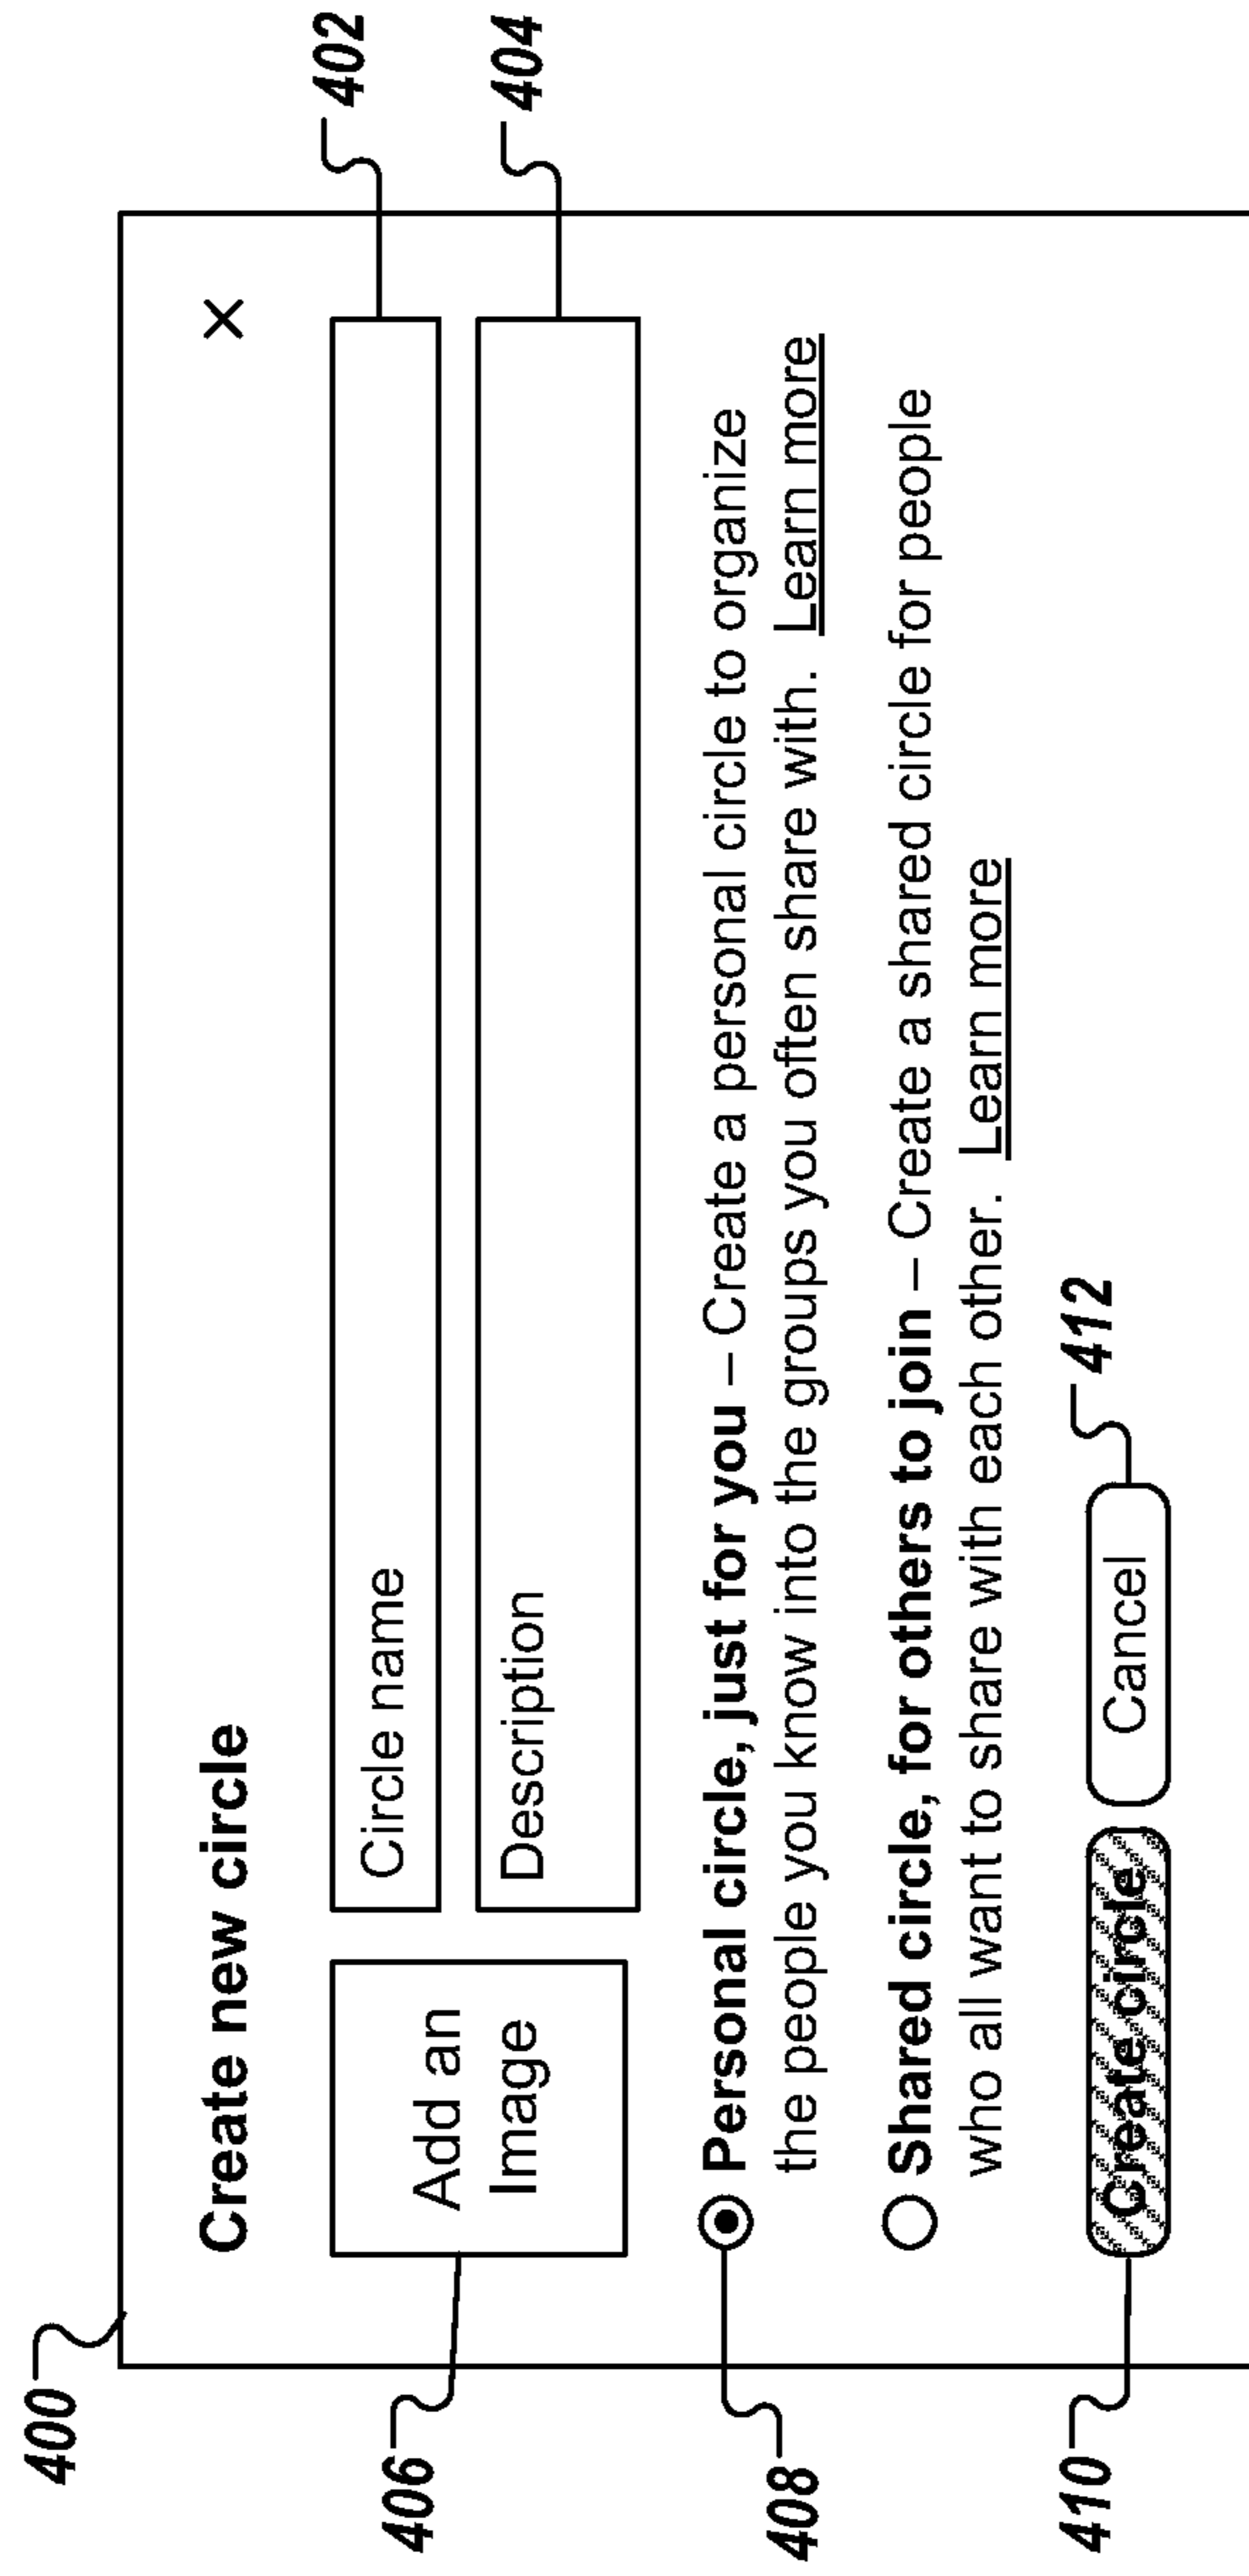 400
Create new circle
×
406
Add an
Image
Circle name
402
Description
404
408
Personal circle, just for you – Create a personal circle to organize
the people you know into the groups you often share with. Learn more
Shared circle, for others to join – Create a shared circle for people
who all want to share with each other. Learn more
410
Create circle
Cancel
412